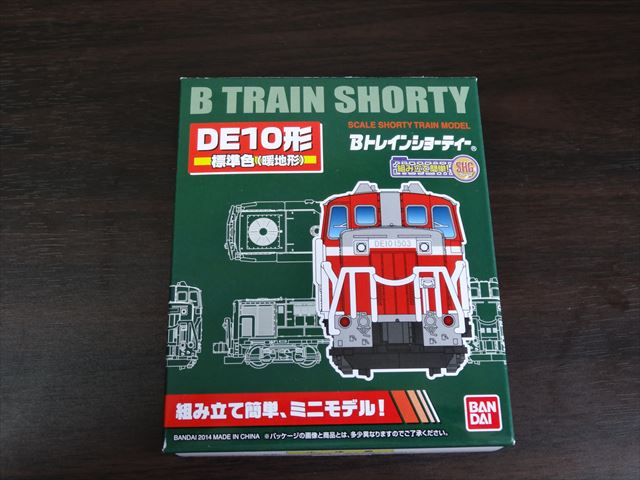 B TRAIN SHORTY
SCALE SHORTY TRAIN MODEL
DE10形
Bトレインショーティー®
標準色(暖地形)
組み立て簡単!
SHG
DE101503
組み立て簡単、ミニモデル!
BAN
DAI
BANDAI 2014 MADE IN CHINA ※パッケージの画像と商品とは、多少異なりますのでご了承ください。